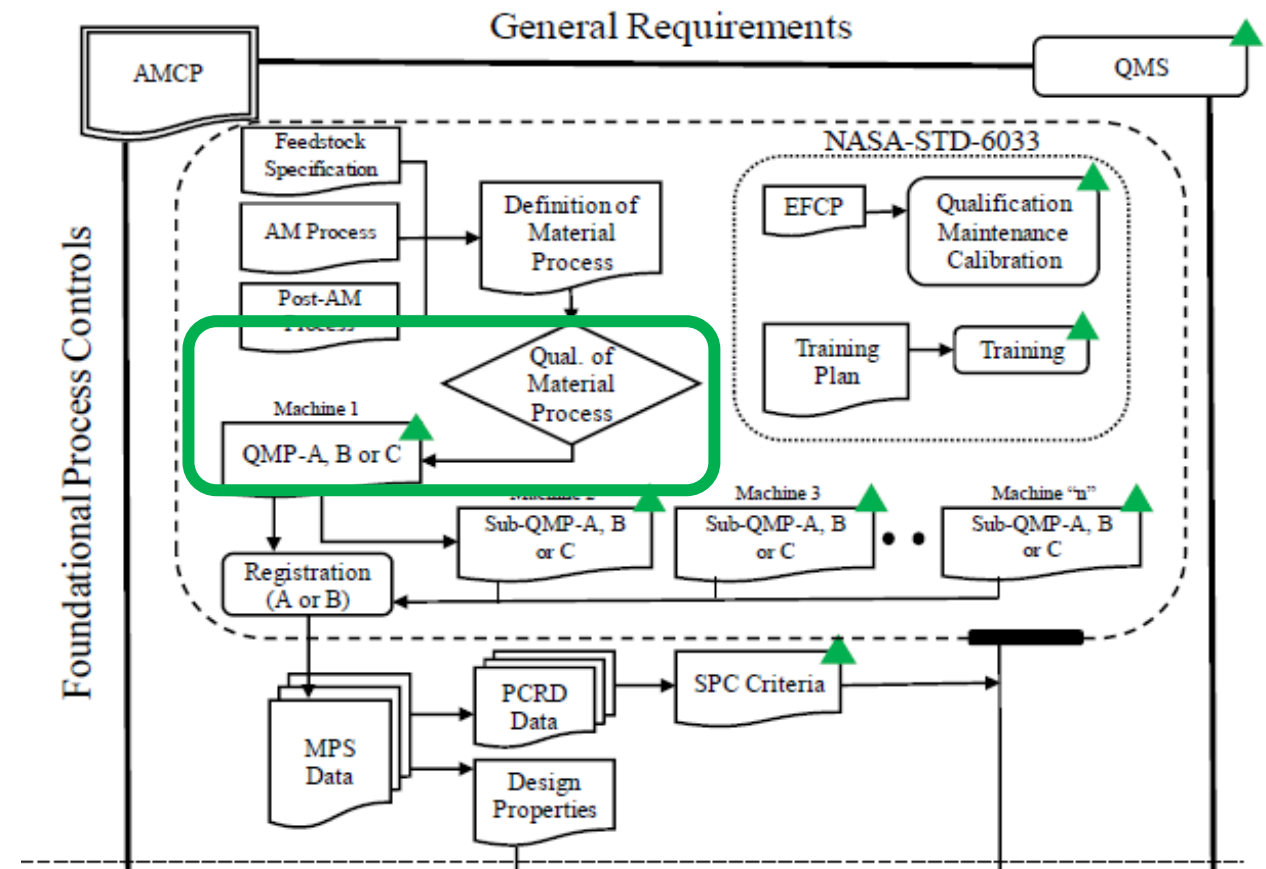 General Requirements
AMCP
QMS
Foundational Process Controls
NASA-STD-6033
Feedstock
Specification
AM Process
Post-AM
Process
Definition of
Material
Process
EFCP
Qualification
Maintenance
Calibration
Training
Plan
Training
Qual. of
Material
Process
Machine 1
QMP-A, B or C
Machine 2
Sub-QMP-A, B
or C
Machine 3
Sub-QMP-A, B
or C
Machine “n”
Sub-QMP-A, B
or C
Registration
(A or B)
MPS
Data
PCRD
Data
SPC Criteria
Design
Properties